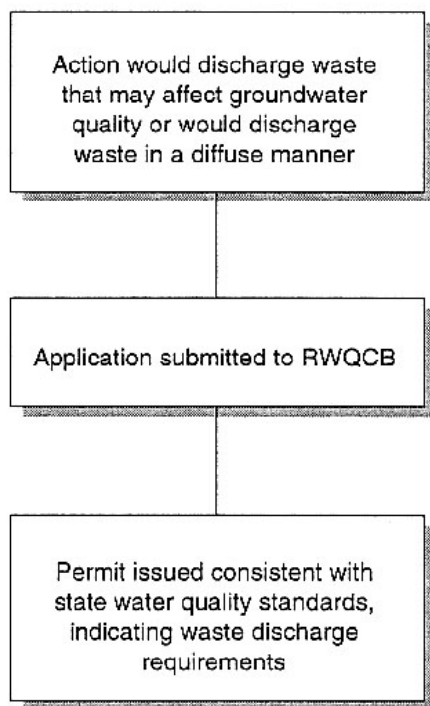 Action would discharge waste
that may affect groundwater
quality or would discharge
waste in a diffuse manner
Application submitted to RWQCB
Permit issued consistent with
state water quality standards,
indicating waste discharge
requirements